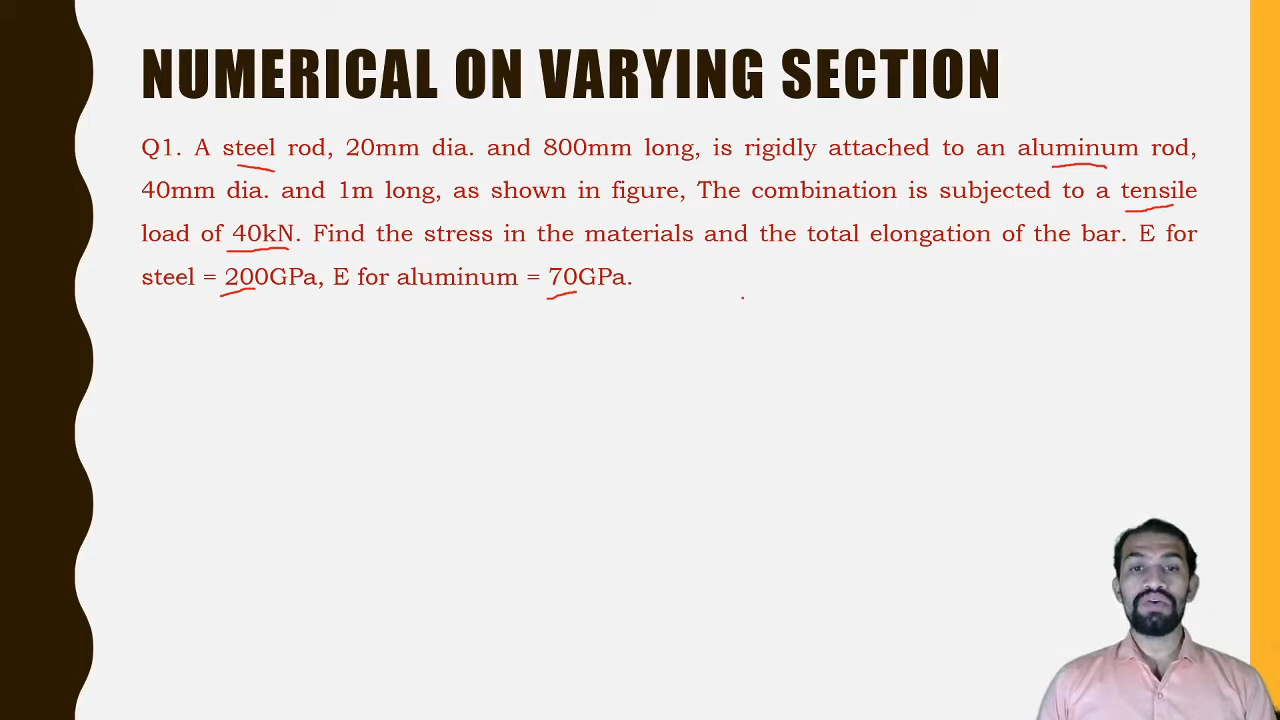 NUMERICAL ON VARYING SECTION
Q1. A steel rod, 20mm dia. and 800mm long, is rigidly attached to an aluminum rod,
40mm dia. and 1m long, as shown in figure, The combination is subjected to a tensile
load of 40kN. Find the stress in the materials and the total elongation of the bar. E for
steel = 200GPa, E for aluminum = 70GPa.